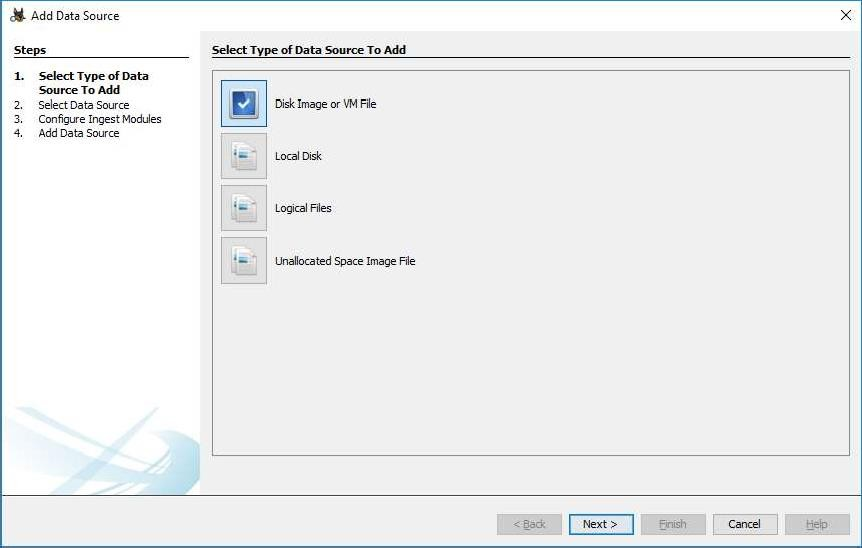 Add Data Source
Steps
1. Select Type of Data
Source To Add
2. Select Data Source
3. Configure Ingest Modules
4. Add Data Source
Select Type of Data Source To Add
Disk Image or VM File
Local Disk
Logical Files
Unallocated Space Image File
< Back Next > Finish Cancel Help